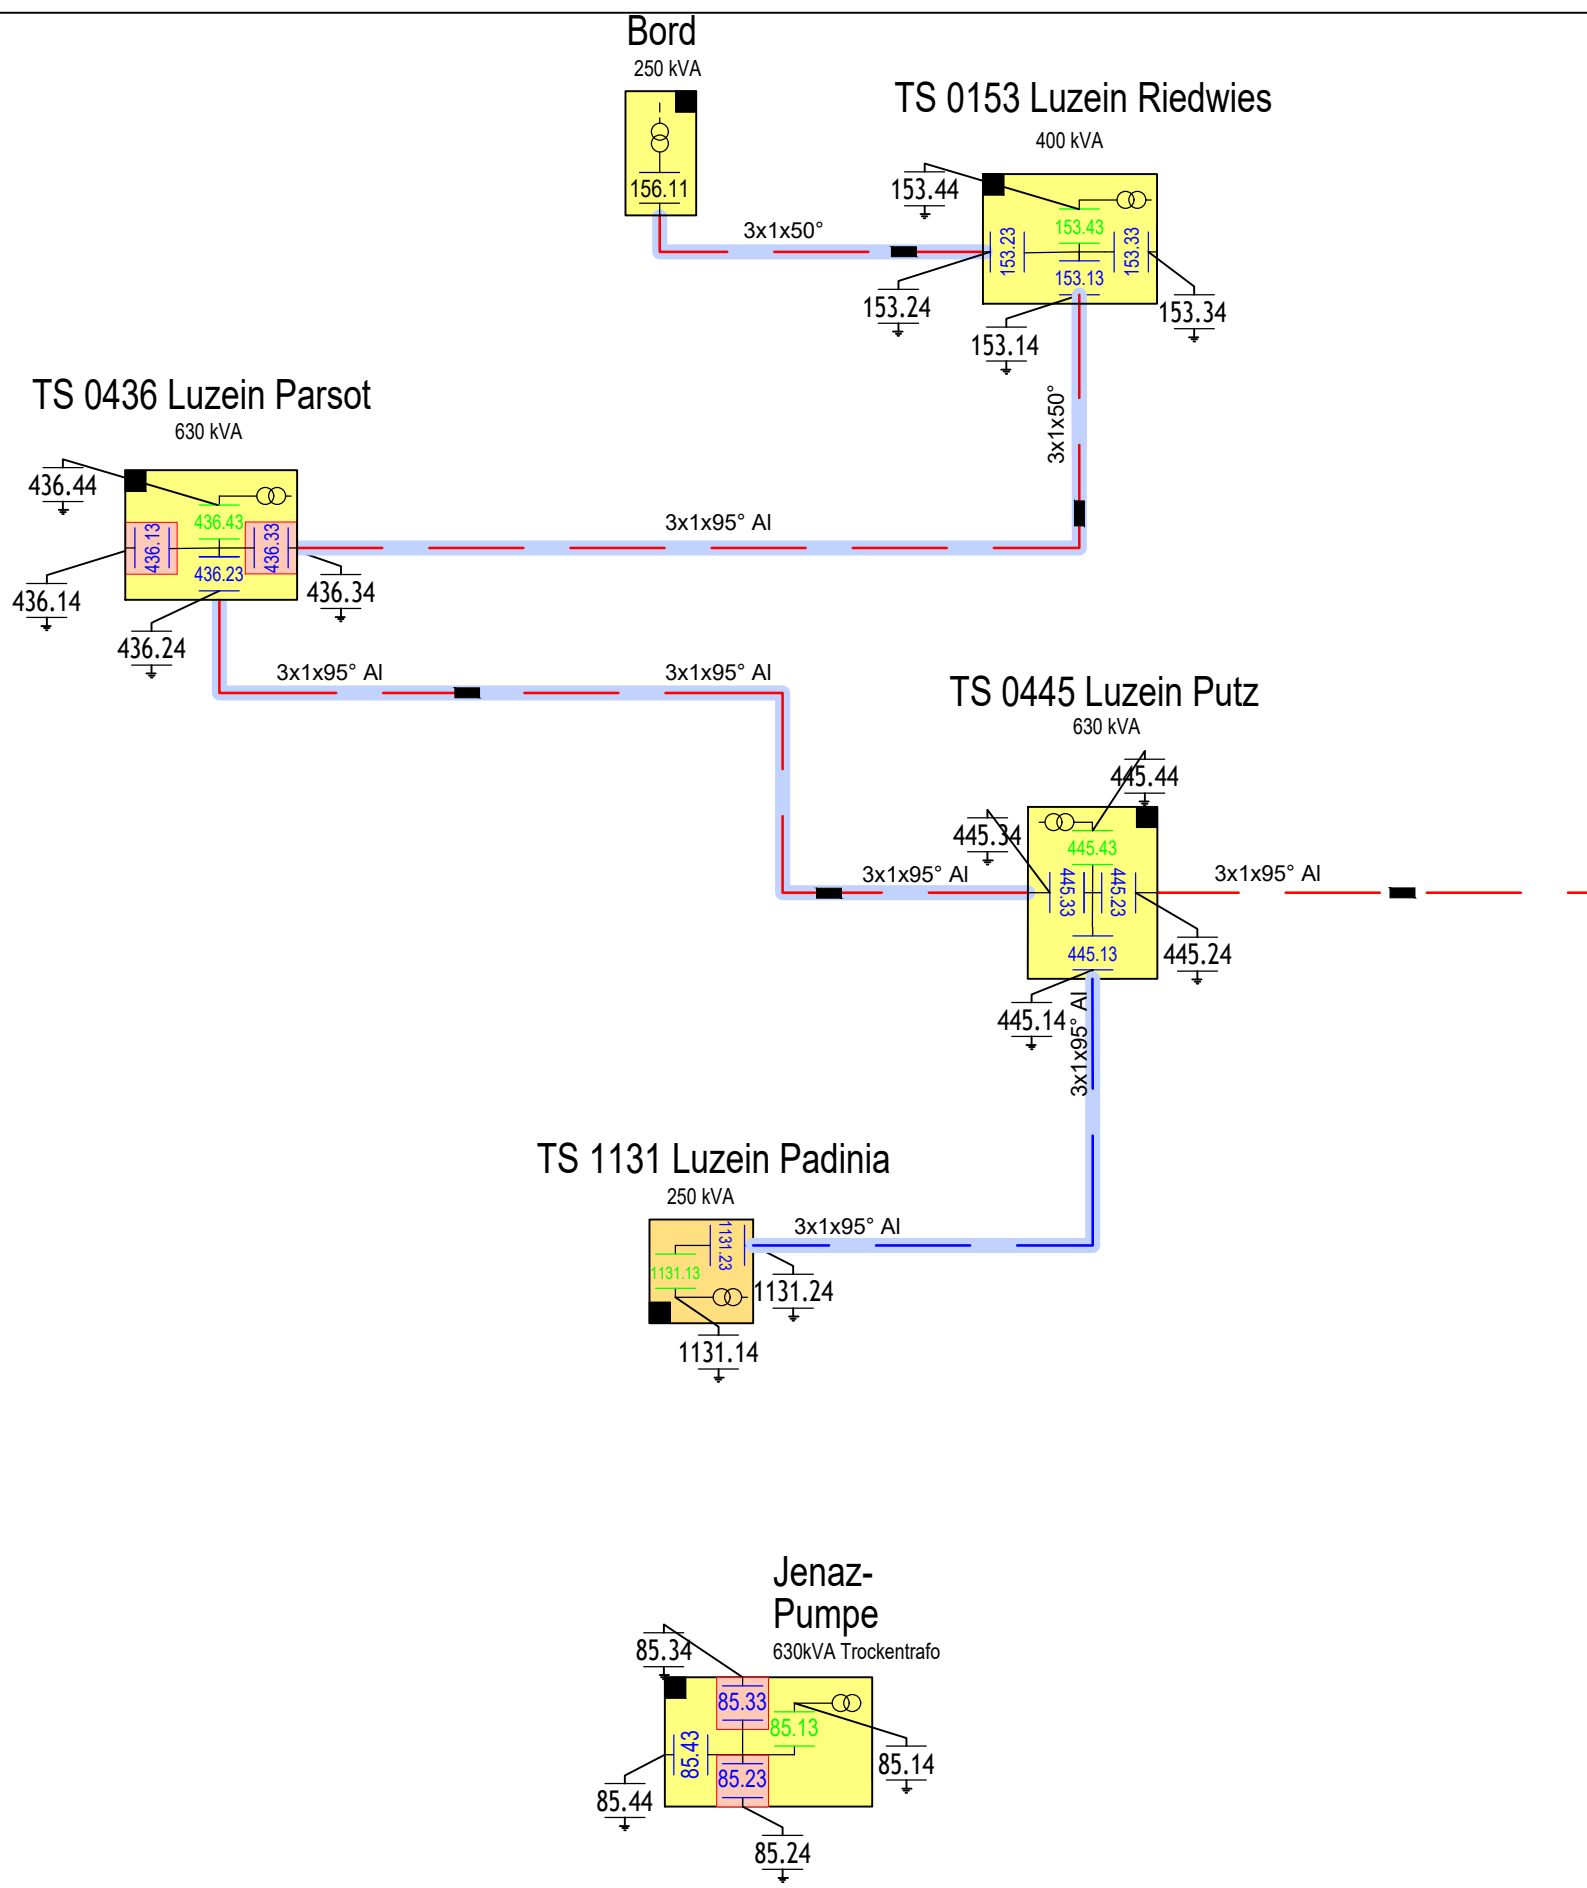 Bord
250 kVA
156.11
3x1x50°
TS 0153 Luzein Riedwies
400 kVA
153.44
153.43
153.23
153.33
153.13
153.24
153.14
153.34
3x1x50°
TS 0436 Luzein Parsot
630 kVA
436.44
436.43
436.13
436.33
436.23
436.14
436.24
436.34
3x1x95° Al
3x1x95° Al
3x1x95° Al
TS 0445 Luzein Putz
630 kVA
445.44
445.34
445.43
445.33
445.23
445.13
3x1x95° Al
3x1x95° Al
445.24
445.14
3x1x95° Al
TS 1131 Luzein Padinia
250 kVA
1131.23
1131.13
3x1x95° Al
1131.24
1131.14
Jenaz-
Pumpe
630kVA Trockentrafo
85.34
85.33
85.13
85.43
85.23
85.14
85.44
85.24